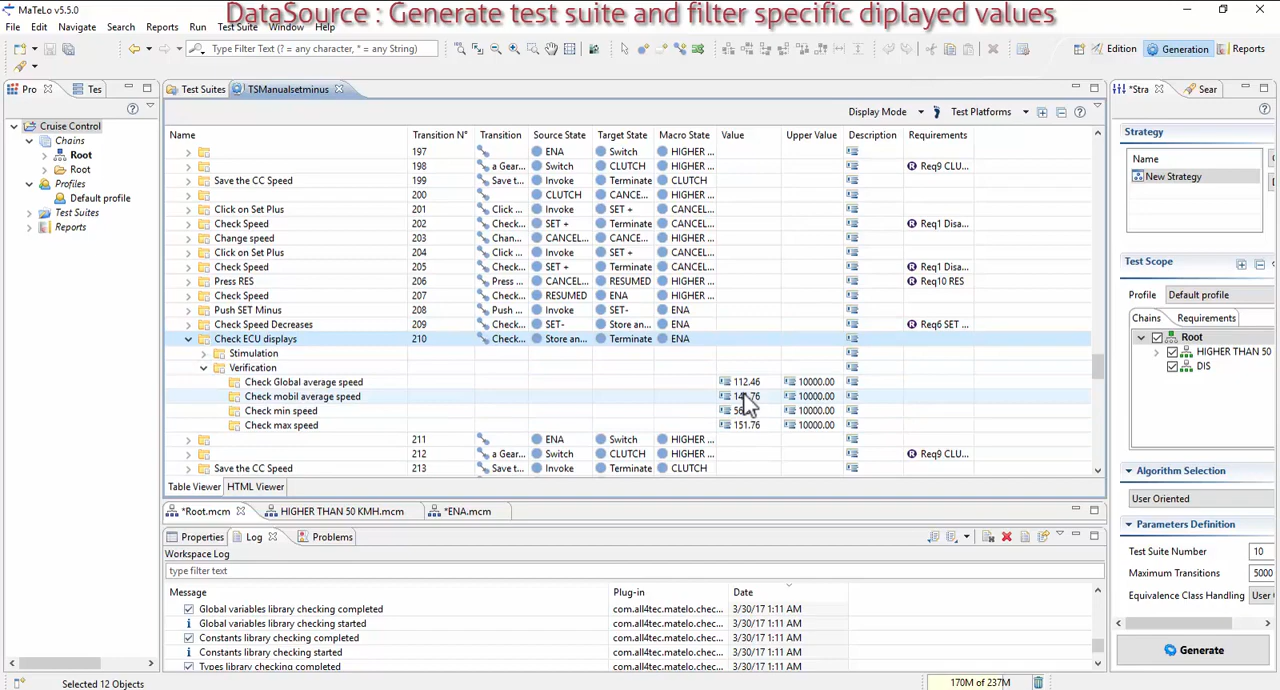 MaTeLo v5.5.0
DataSource : Generate test suite and filter specific diplayed values
File Edit Navigate Search Reports Run Test Suite Window Help
Type Filter Text (? = any character, * = any String)
Edition Generation Reports
Pro Tes
Test Suites TSManualsetminus
*Stra Sear
Display Mode Test Platforms
Cruise Control
Chains
Root
Root
Profiles
Default profile
Test Suites
Reports
Name Transition N° Transition Source State Target State Macro State Value Upper Value Description Requirements
197 ENA Switch HIGHER ...
198 a Gear... Switch CLUTCH HIGHER ... Req9 CLU...
Save the CC Speed 199 Save t... Invoke Terminate CLUTCH
200 CLUTCH CANCE... HIGHER ...
Click on Set Plus 201 Click ... Invoke SET + CANCEL...
Check Speed 202 Check... SET + Terminate CANCEL... Req1 Disa...
Change speed 203 Chan... CANCEL... CANCE... HIGHER ...
Click on Set Plus 204 Click ... Invoke SET + CANCEL...
Check Speed 205 Check... SET + Terminate CANCEL... Req1 Disa...
Press RES 206 Press ... CANCEL... RESUMED HIGHER ... Req10 RES
Check Speed 207 Check... RESUMED ENA HIGHER ...
Push SET Minus 208 Push ... Invoke SET- ENA
Check Speed Decreases 209 Check... SET- Store an... ENA Req6 SET ...
Check ECU displays 210 Check... Store an... Terminate ENA
Stimulation
Verification
Check Global average speed 112.46 10000.00
Check mobil average speed 10000.00
Check min speed 10000.00
Check max speed 151.76 10000.00
211 ENA Switch HIGHER ...
212 a Gear... Switch CLUTCH HIGHER ... Req9 CLU...
Save the CC Speed 213 Save t... Invoke Terminate CLUTCH
Table Viewer HTML Viewer
*Root.mcm HIGHER THAN 50 KMH.mcm *ENA.mcm
Properties Log Problems
Workspace Log
type filter text
Message Plug-in Date
Global variables library checking completed com.all4tec.matelo.chec... 3/30/17 1:11 AM
Global variables library checking started com.all4tec.matelo.chec... 3/30/17 1:11 AM
Constants library checking completed com.all4tec.matelo.chec... 3/30/17 1:11 AM
Constants library checking started com.all4tec.matelo.chec... 3/30/17 1:11 AM
Types library checking completed com.all4tec.matelo.chec... 3/30/17 1:11 AM
Strategy
Name
New Strategy
Test Scope
Profile Default profile
Chains Requirements
Root
HIGHER THAN 50
DIS
Algorithm Selection
User Oriented
Parameters Definition
Test Suite Number 10
Maximum Transitions 5000
Equivalence Class Handling User
Generate
Selected 12 Objects
170M of 237M